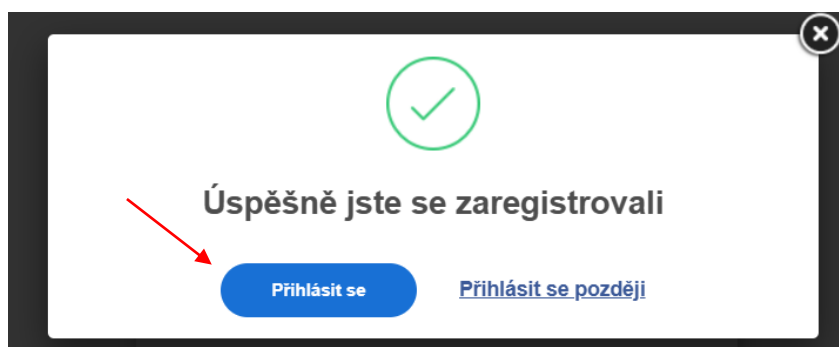 Úspěšně jste se zaregistrovali
Přihlásit se
Přihlásit se později